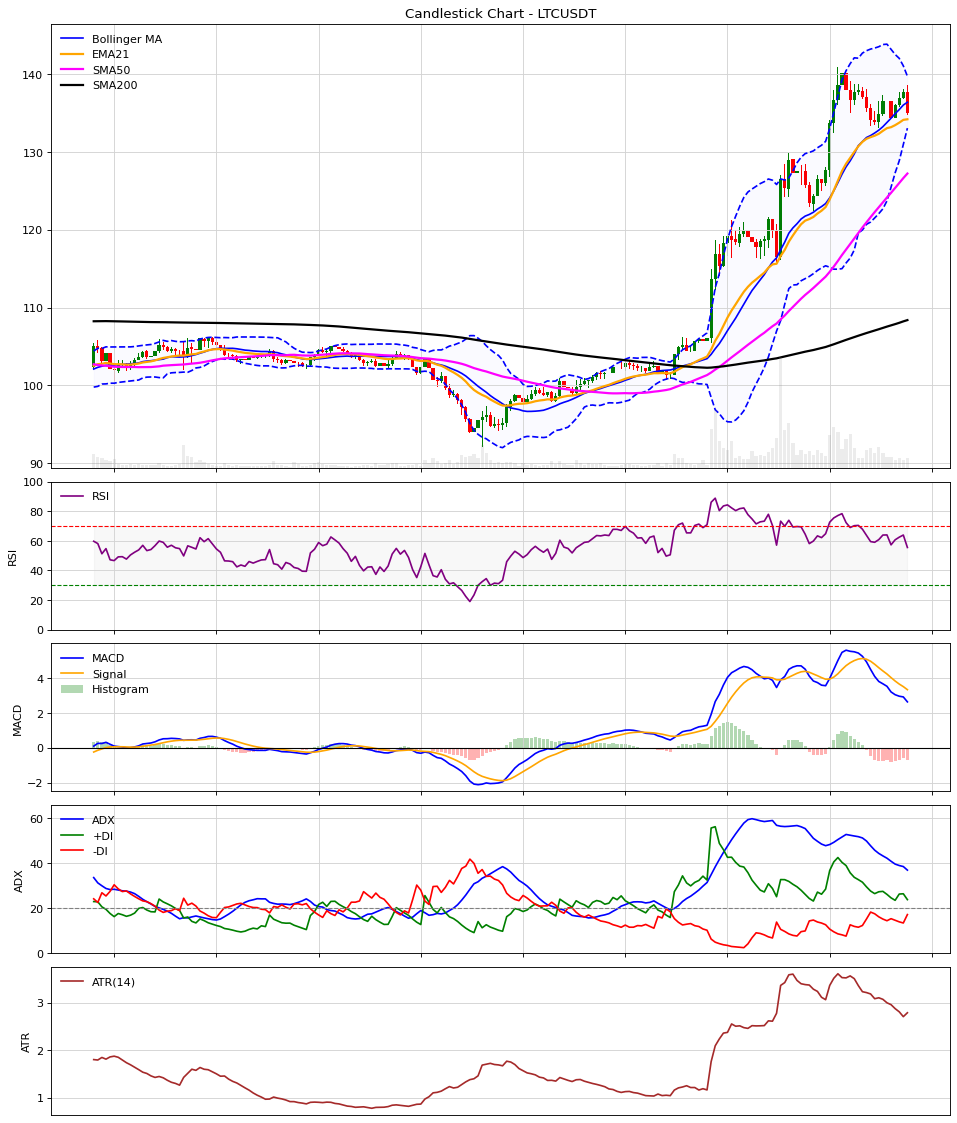 Candlestick Chart - LTCUSDT
Bollinger MA
EMA21
SMA50
SMA200
140
130
120
110
100
90
RSI
100
80
60
40
20
0
RSI
MACD
Signal
Histogram
4
2
0
−2
MACD
ADX
+DI
-DI
60
40
20
0
ADX
ATR(14)
3
2
1
ATR